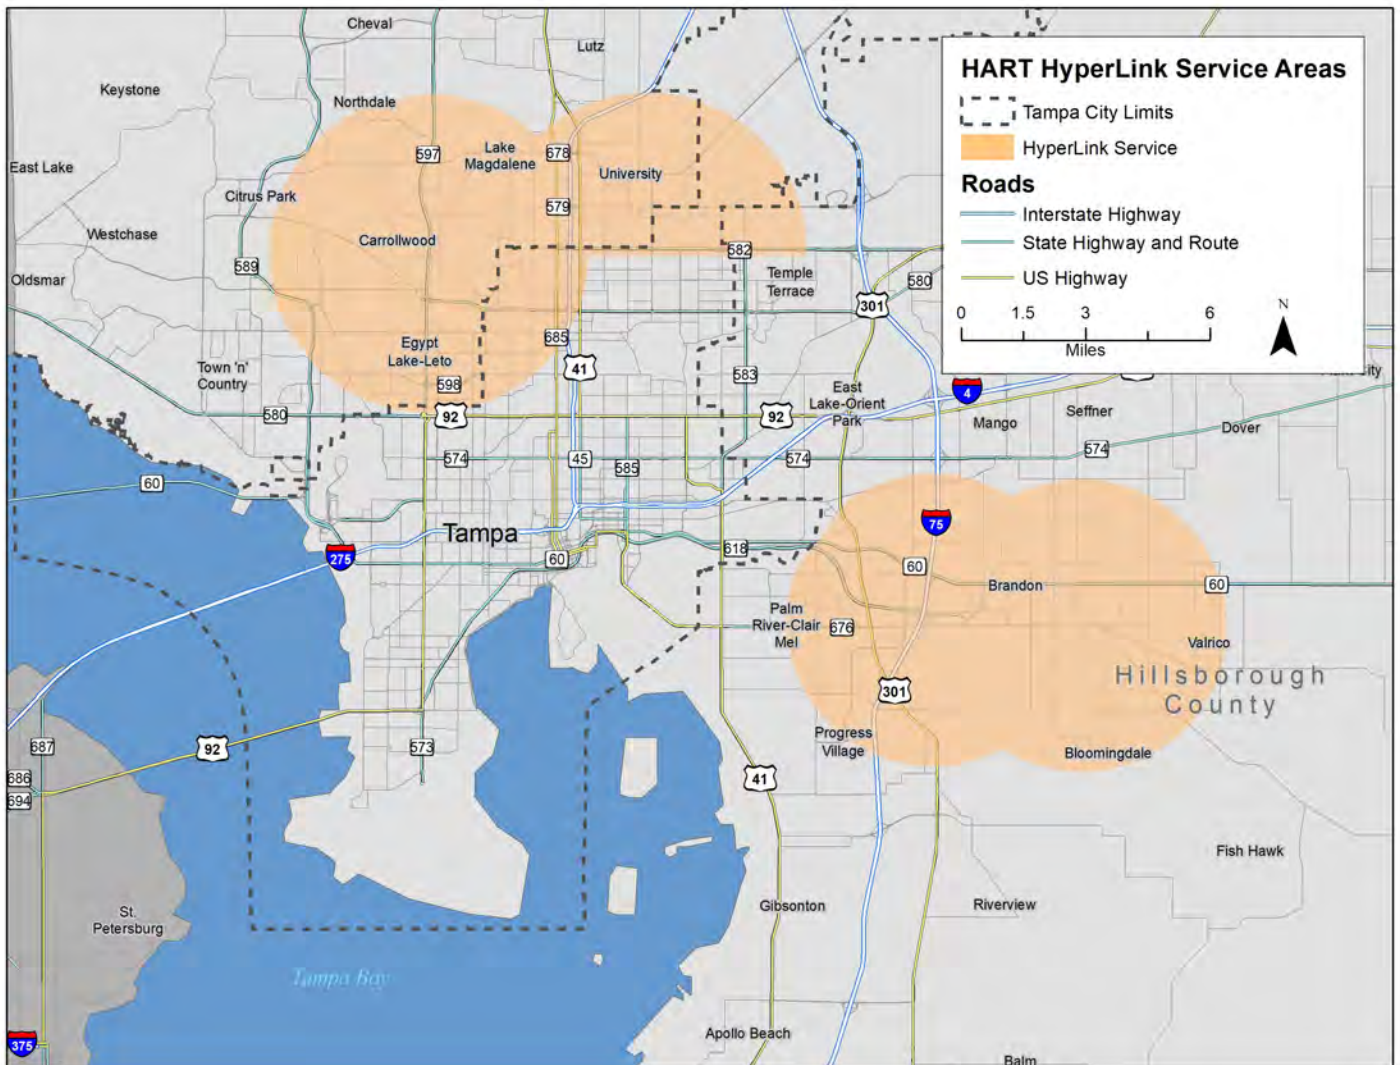 Cheval
Lutz
Keystone
Northdale
597
Lake
Magdalene
678
University
East Lake
Citrus Park
579
Westchase
Carrollwood
582
589
Oldsmar
Temple
Terrace
580
301
685
Egypt
Lake-Leto
41
Town 'n'
Country
598
583
East
Lake-Orient
Park
4
580
92
92
Mango
Seffner
Dover
574
45
585
574
574
60
Tampa
75
275
60
618
60
Brandon
60
Palm
River-Clair
Mel
676
Valrico
Hillsborough
County
301
687
92
573
Progress
Village
Bloomingdale
686
694
41
Fish Hawk
St.
Petersburg
Gibsonton
Riverview
Tampa Bay
375
Apollo Beach
Balm
HART HyperLink Service Areas
Tampa City Limits
HyperLink Service
Roads
Interstate Highway
State Highway and Route
US Highway
N
0 1.5 3 6
Miles